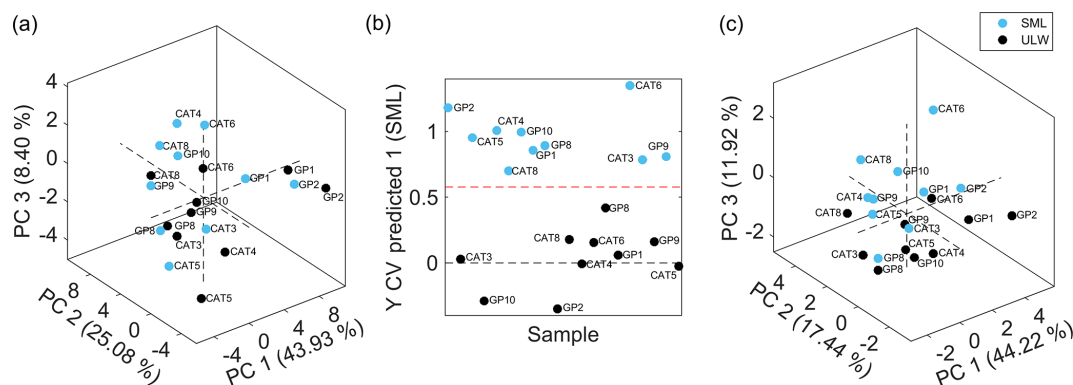 (a)
PC 3 (8.40 %)
4
2
0
-2
-4
8
4
0
-4
PC 2 (25.08 %)
-4
0
4
8
PC 1 (43.93 %)
CAT4
CAT6
CAT8
GP10
CAT6
CAT8
GP9
GP1
GP1
GP2
GP2
GP10
GP9
GP8
GP8
CAT3
CAT3
CAT4
CAT5
CAT5
(b)
Y CV predicted 1 (SML)
1
0.5
0
Sample
CAT6
GP2
CAT4
CAT5
GP10
GP8
GP1
GP9
CAT3
CAT8
GP8
CAT8
CAT6
GP9
CAT3
GP1
CAT4
CAT5
GP10
GP2
(c)
SML
ULW
PC 3 (11.92 %)
2
0
-2
4
2
0
-2
PC 2 (17.44 %)
-2
0
2
4
PC 1 (44.22 %)
CAT6
CAT8
GP10
GP1
GP2
CAT4
GP9
CAT6
CAT8
CAT5
GP9
GP1
GP2
CAT3
CAT3
CAT5
CAT4
GP8
GP10
GP8